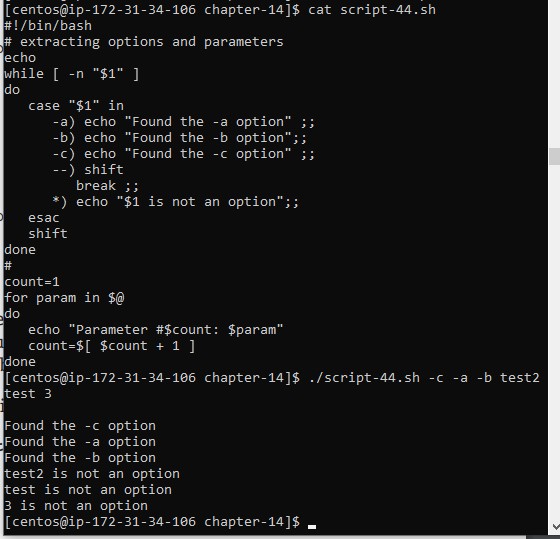 [centos@ip-172-31-34-106 chapter-14]$ cat script-44.sh
#!/bin/bash
# extracting options and parameters
echo
while [ -n "$1" ]
do
   case "$1" in
      -a) echo "Found the -a option" ;;
      -b) echo "Found the -b option";;
      -c) echo "Found the -c option" ;;
      --) shift
         break ;;
      *) echo "$1 is not an option";;
   esac
   shift
done
#
count=1
for param in $@
do
   echo "Parameter #$count: $param"
   count=$[ $count + 1 ]
done
[centos@ip-172-31-34-106 chapter-14]$ ./script-44.sh -c -a -b test2
test 3

Found the -c option
Found the -a option
Found the -b option
test2 is not an option
test is not an option
3 is not an option
[centos@ip-172-31-34-106 chapter-14]$